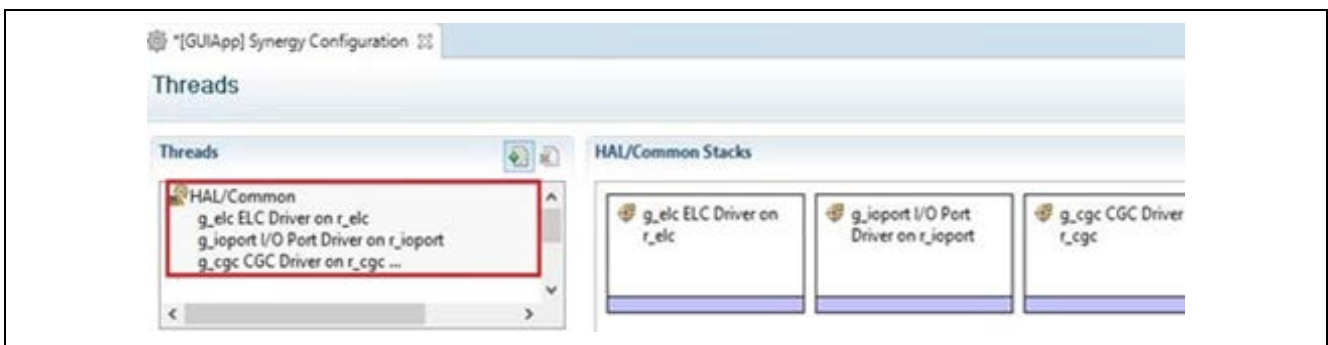 *[GUIApp] Synergy Configuration
Threads
Threads
HAL/Common
g_elc ELC Driver on r_elc
g_ioport I/O Port Driver on r_ioport
g_cgc CGC Driver on r_cgc ...
HAL/Common Stacks
g_elc ELC Driver on
r_elc
g_ioport I/O Port
Driver on r_ioport
g_cgc CGC Driver
r_cgc